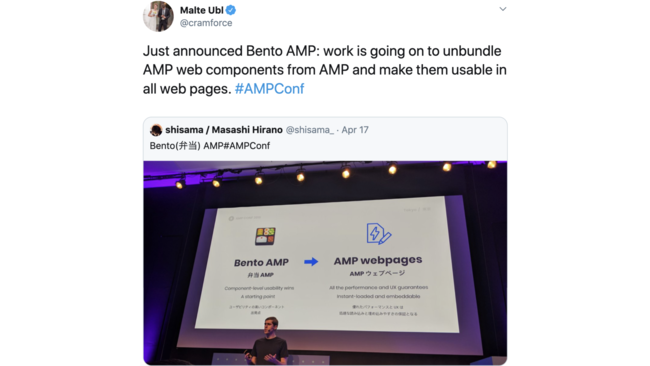 Malte Ubl
@cramforce
Just announced Bento AMP: work is going on to unbundle
AMP web components from AMP and make them usable in
all web pages. #AMPConf
shisama / Masashi Hirano @shisama_ · Apr 17
Bento(弁当) AMP#AMPConf
Bento AMP
弁当 AMP
Component-level usability wins
A starting point
AMP webpages
AMP ウェブページ
All the performance and UX guarantees
Instant-loaded and embeddable